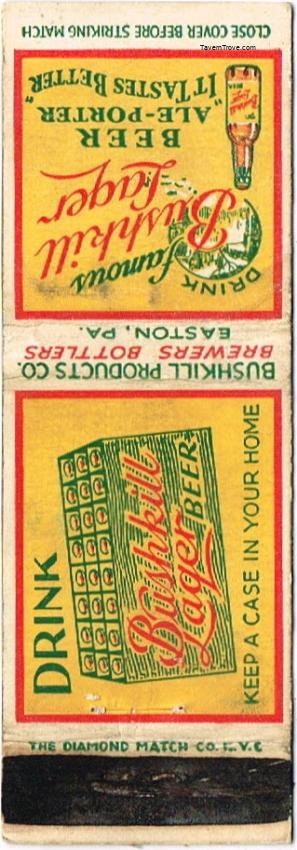 CLOSE COVER BEFORE STRIKING MATCH
TavernTrove.com
DRINK
famous
Bushkill
Lager
BEER
"ALE-PORTER"
IT TASTES BETTER"
BUSHKILL PRODUCTS CO.
BREWERS BOTTLERS
EASTON, PA.
DRINK
Bushkill
Lager BEER
KEEP A CASE IN YOUR HOME
THE DIAMOND MATCH CO. N.Y.C